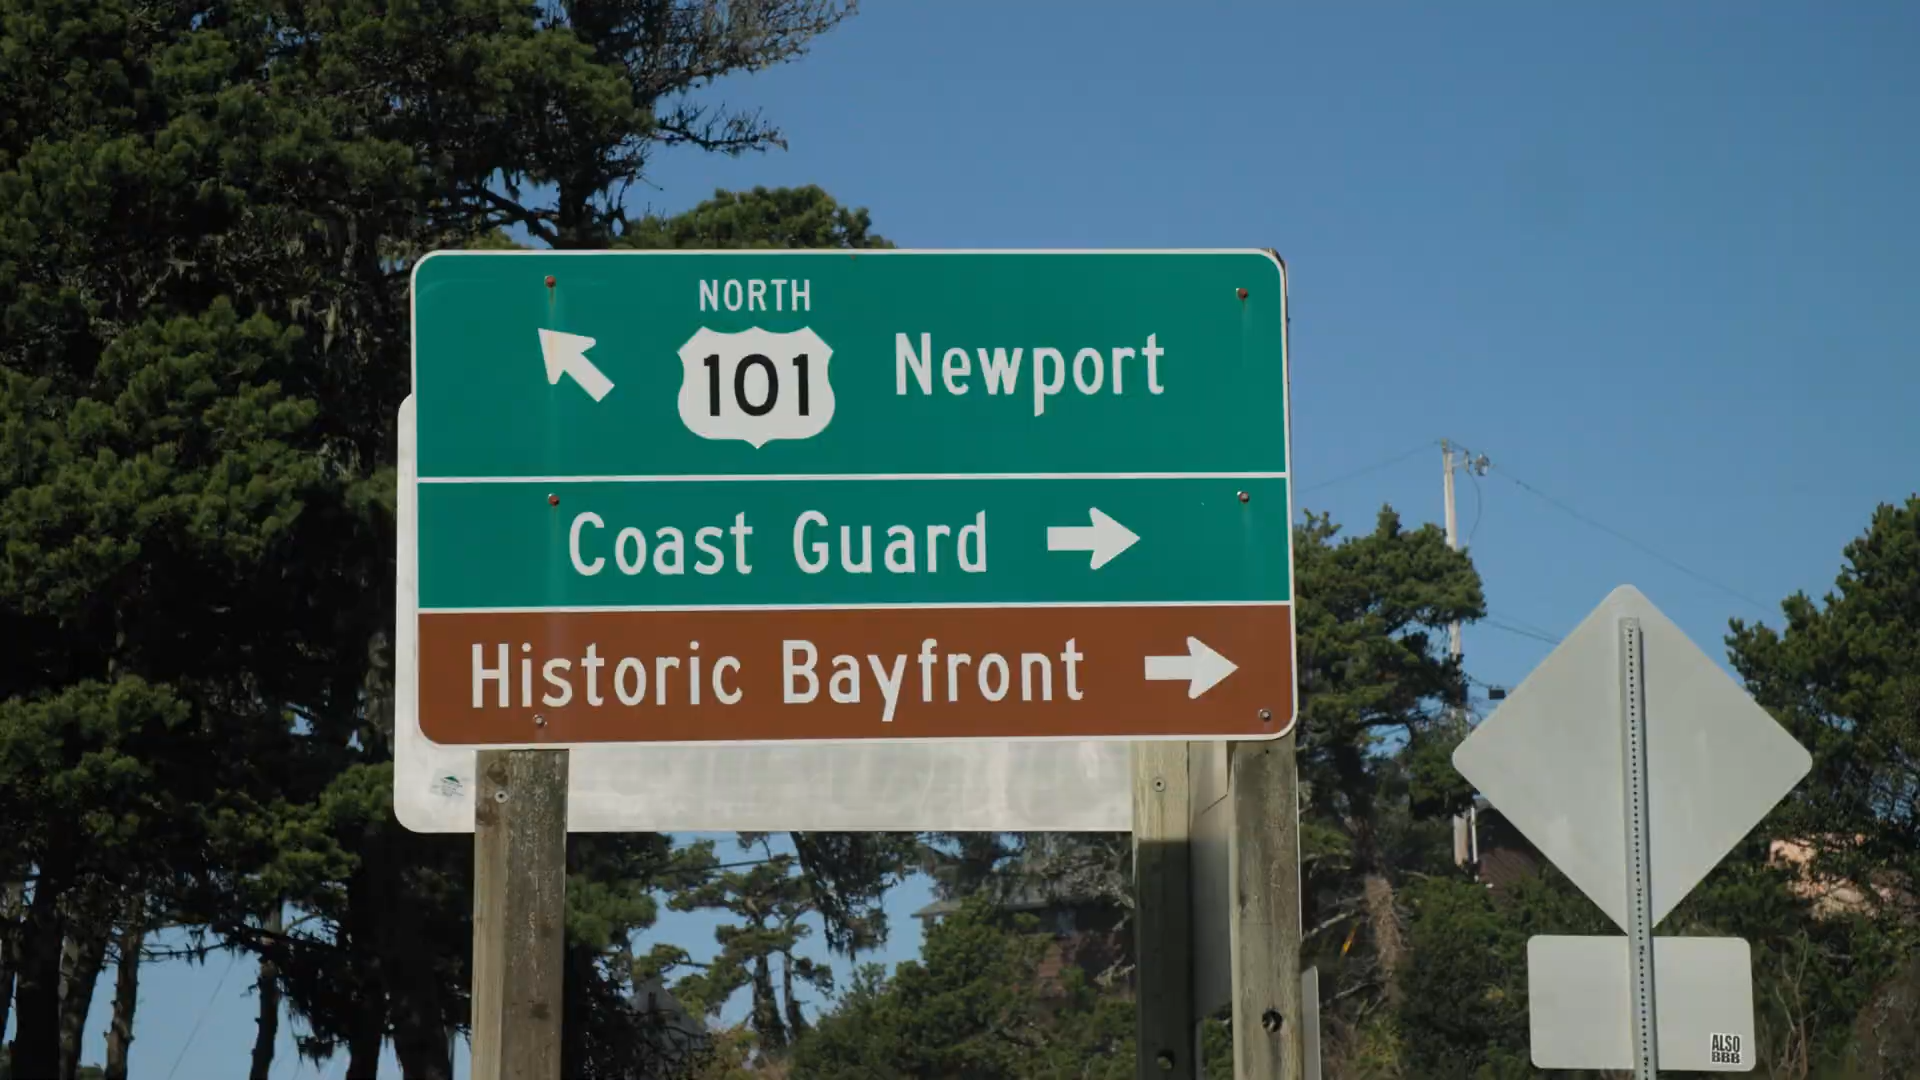 NORTH
101 Newport
Coast Guard
Historic Bayfront
ALSO
BBB